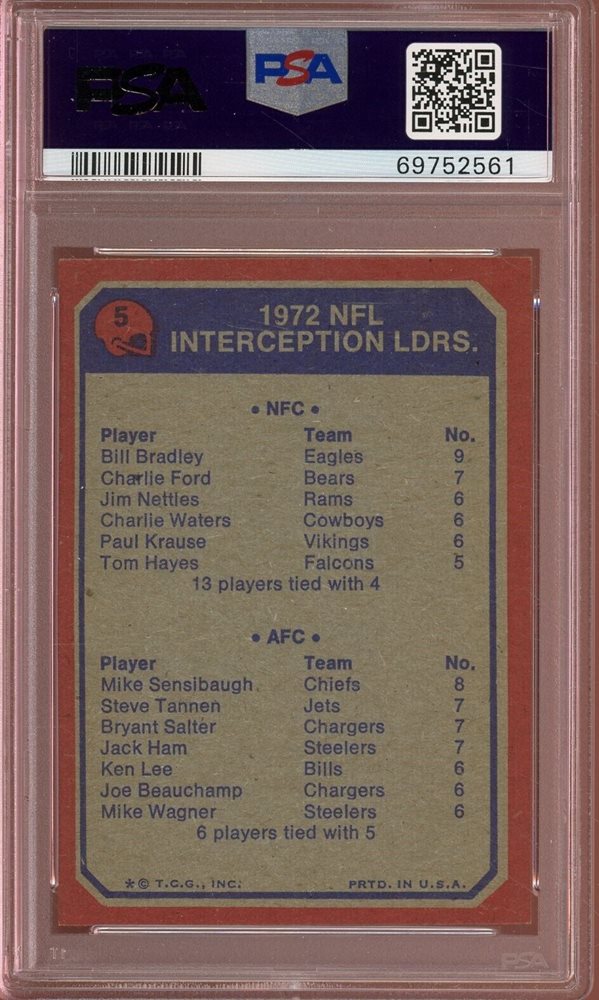 PSA
PSA
69752561
5
1972 NFL
INTERCEPTION LDRS.
• NFC •
Player Team No.
Bill Bradley Eagles 9
Charlie Ford Bears 7
Jim Nettles Rams 6
Charlie Waters Cowboys 6
Paul Krause Vikings 6
Tom Hayes Falcons 5
13 players tied with 4
• AFC •
Player Team No.
Mike Sensibaugh Chiefs 8
Steve Tannen Jets 7
Bryant Salter Chargers 7
Jack Ham Steelers 7
Ken Lee Bills 6
Joe Beauchamp Chargers 6
Mike Wagner Steelers 6
6 players tied with 5
*© T.C.G., INC. PRTD. IN U.S.A.
PSA